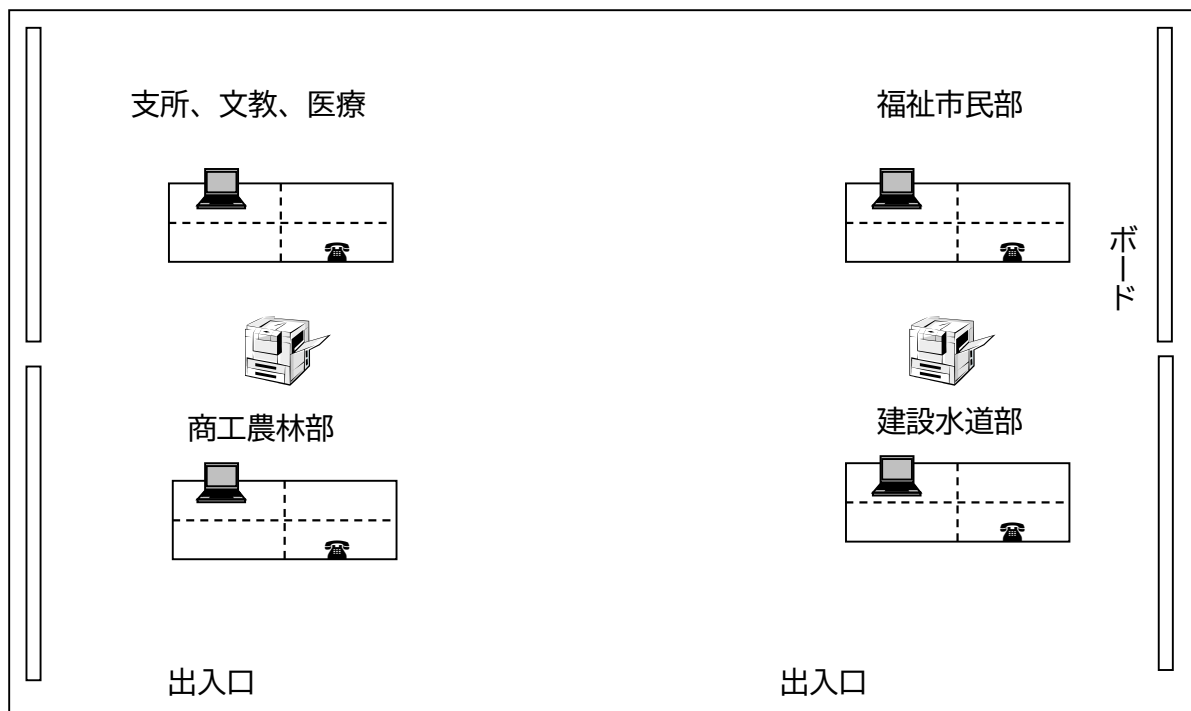 支所、文教、医療
福祉市民部
ボード
商工農林部
建設水道部
出入口
出入口